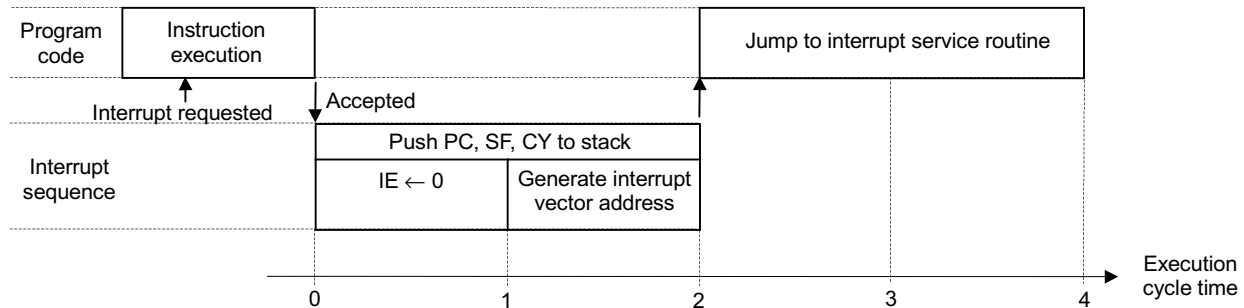 Program
code
Instruction
execution
Jump to interrupt service routine
Interrupt requested
Accepted
Interrupt
sequence
Push PC, SF, CY to stack
IE ← 0
Generate interrupt
vector address
0
1
2
3
4
Execution
cycle time